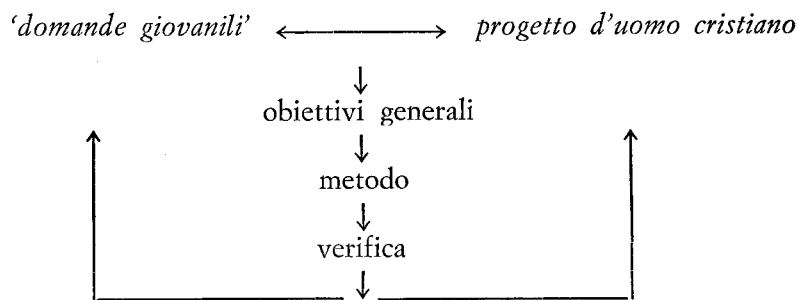 'domande giovanili' progetto d'uomo cristiano
obiettivi generali
metodo
verifica